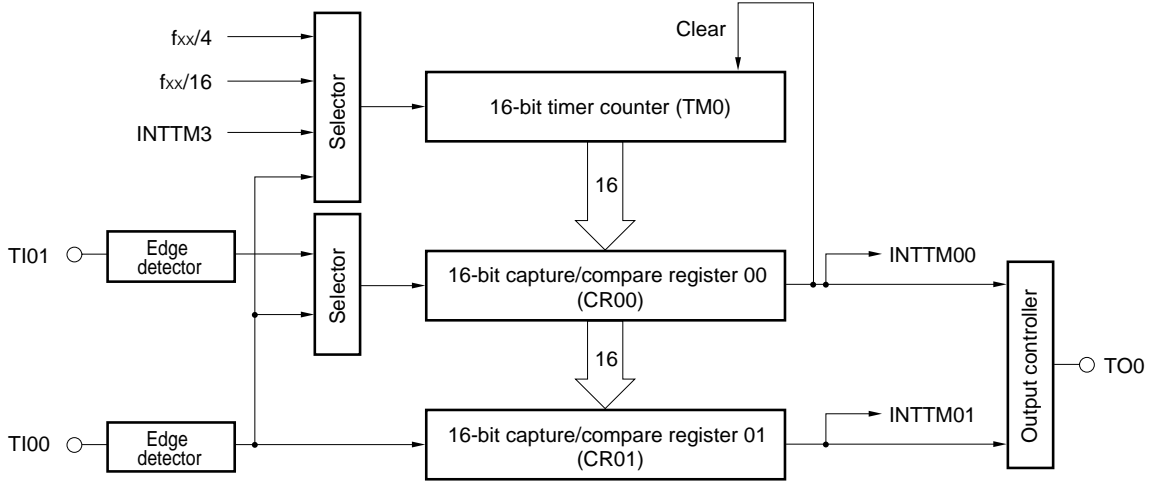 fxx/4
fxx/16
INTTM3
Selector
Clear
16-bit timer counter (TM0)
16
TI01
Edge
detector
Selector
16-bit capture/compare register 00
(CR00)
INTTM00
16
Output controller
TO0
TI00
Edge
detector
16-bit capture/compare register 01
(CR01)
INTTM01